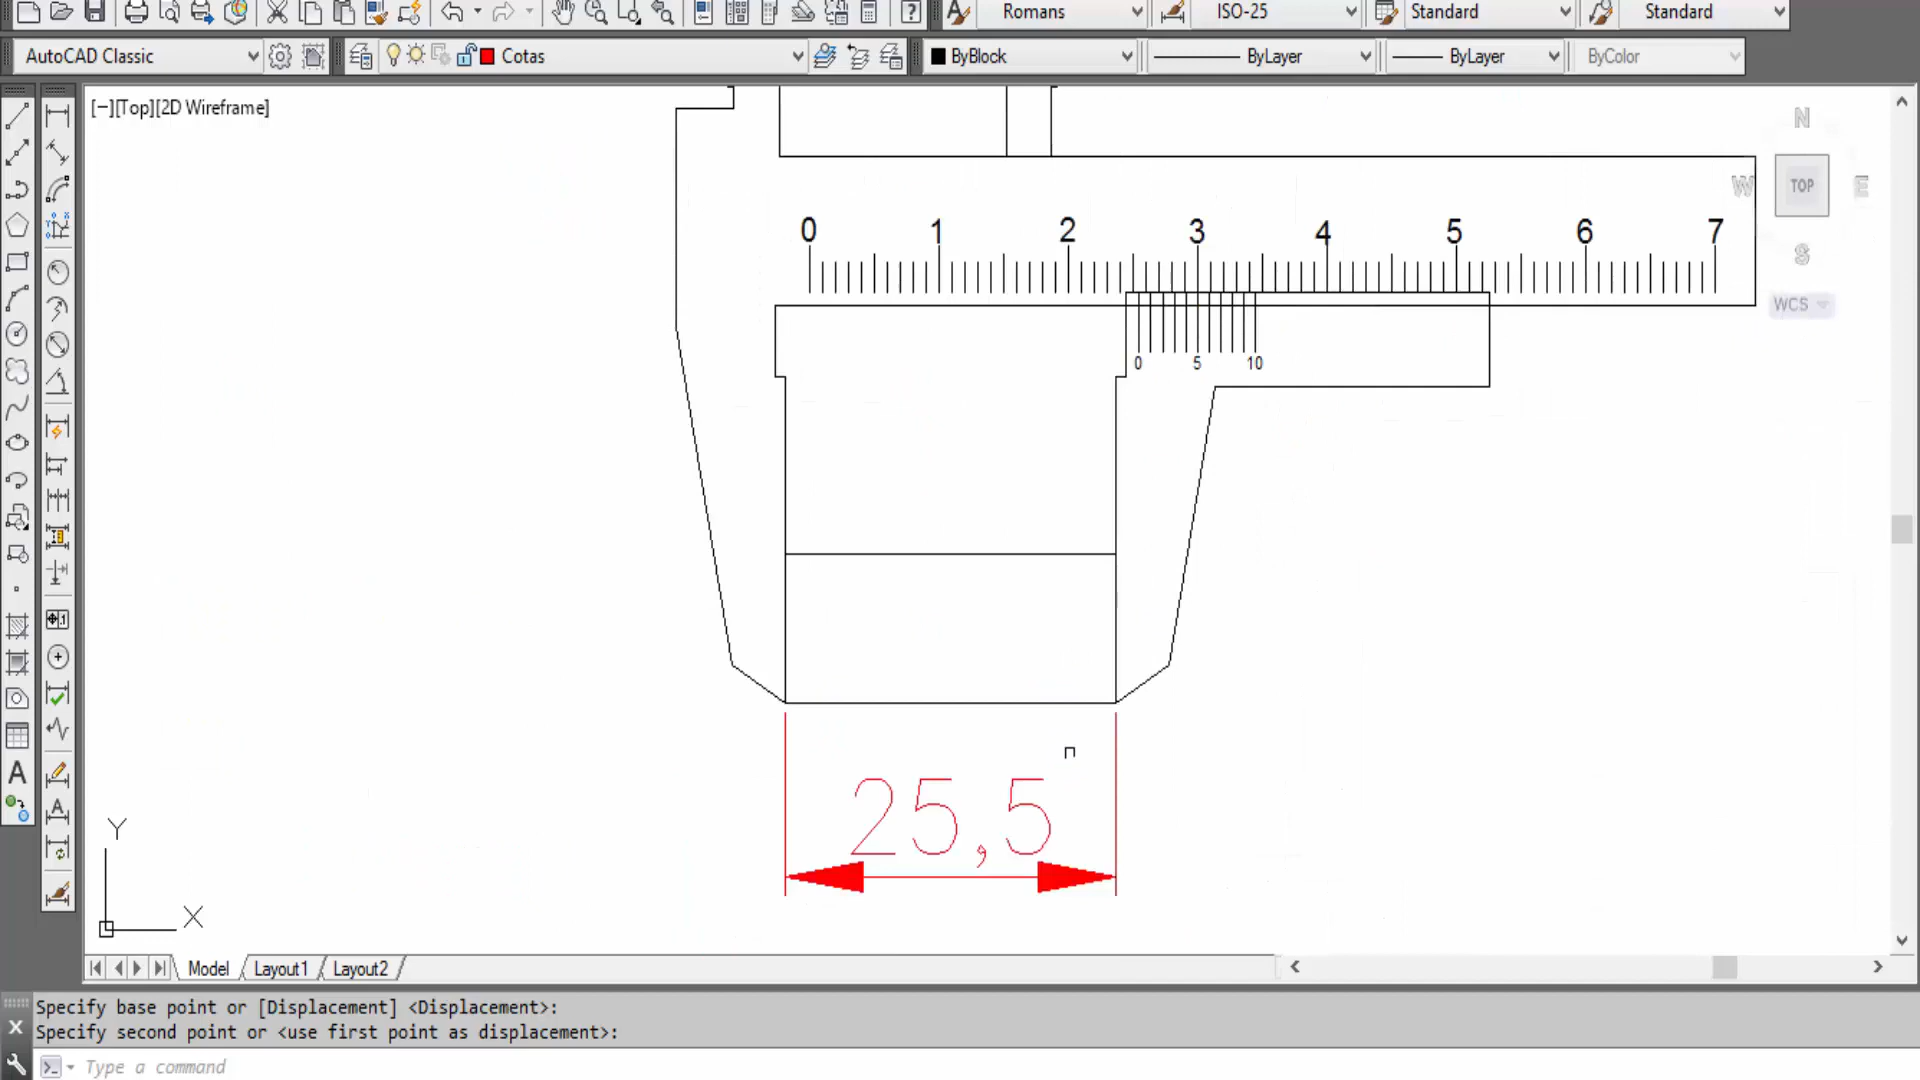 Romans ISO-25 Standard Standard
AutoCAD Classic Cotas ByBlock ByLayer ByLayer ByColor
[−][Top][2D Wireframe]
N
W TOP E
S
WCS
0 1 2 3 4 5 6 7
0 5 10
25,5
Y
X
Model Layout1 Layout2
Specify base point or [Displacement] <Displacement>:
Specify second point or <use first point as displacement>:
Type a command